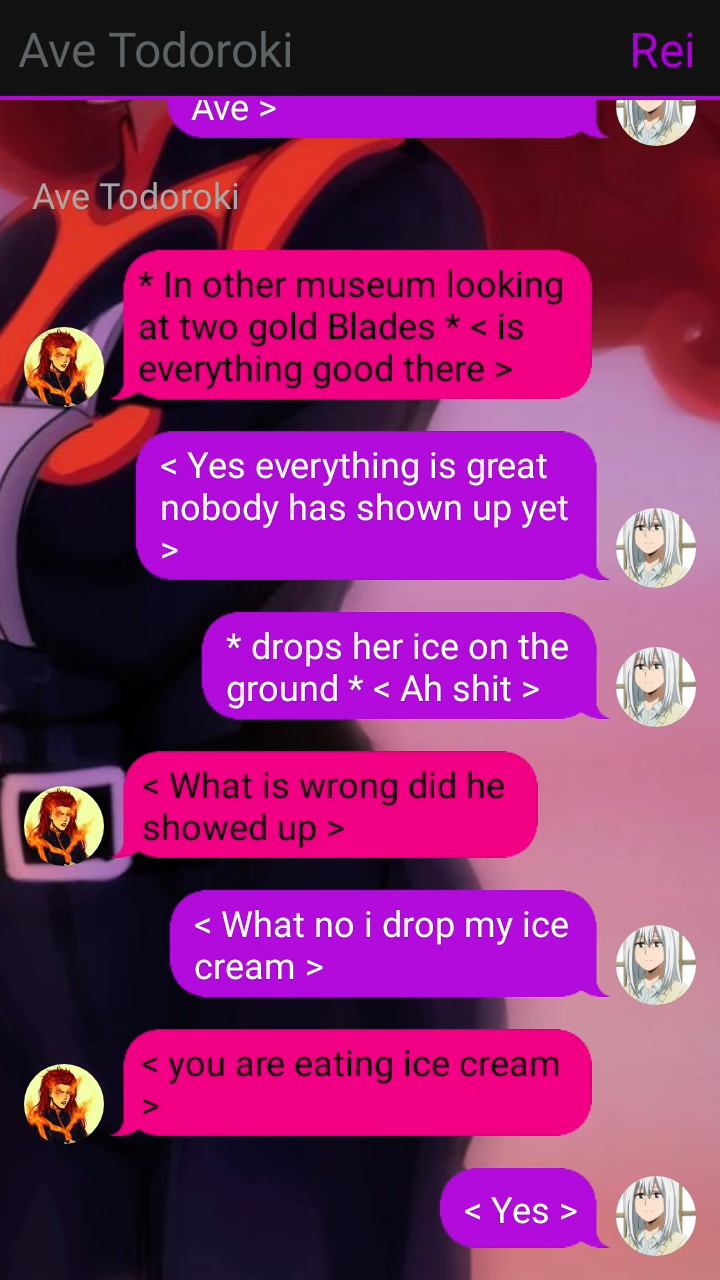 Ave Todoroki
Rei
Ave >
Ave Todoroki
* In other museum looking
at two gold Blades * < is
everything good there >
< Yes everything is great
nobody has shown up yet
>
* drops her ice on the
ground * < Ah shit >
< What is wrong did he
showed up >
< What no i drop my ice
cream >
< you are eating ice cream
>
< Yes >